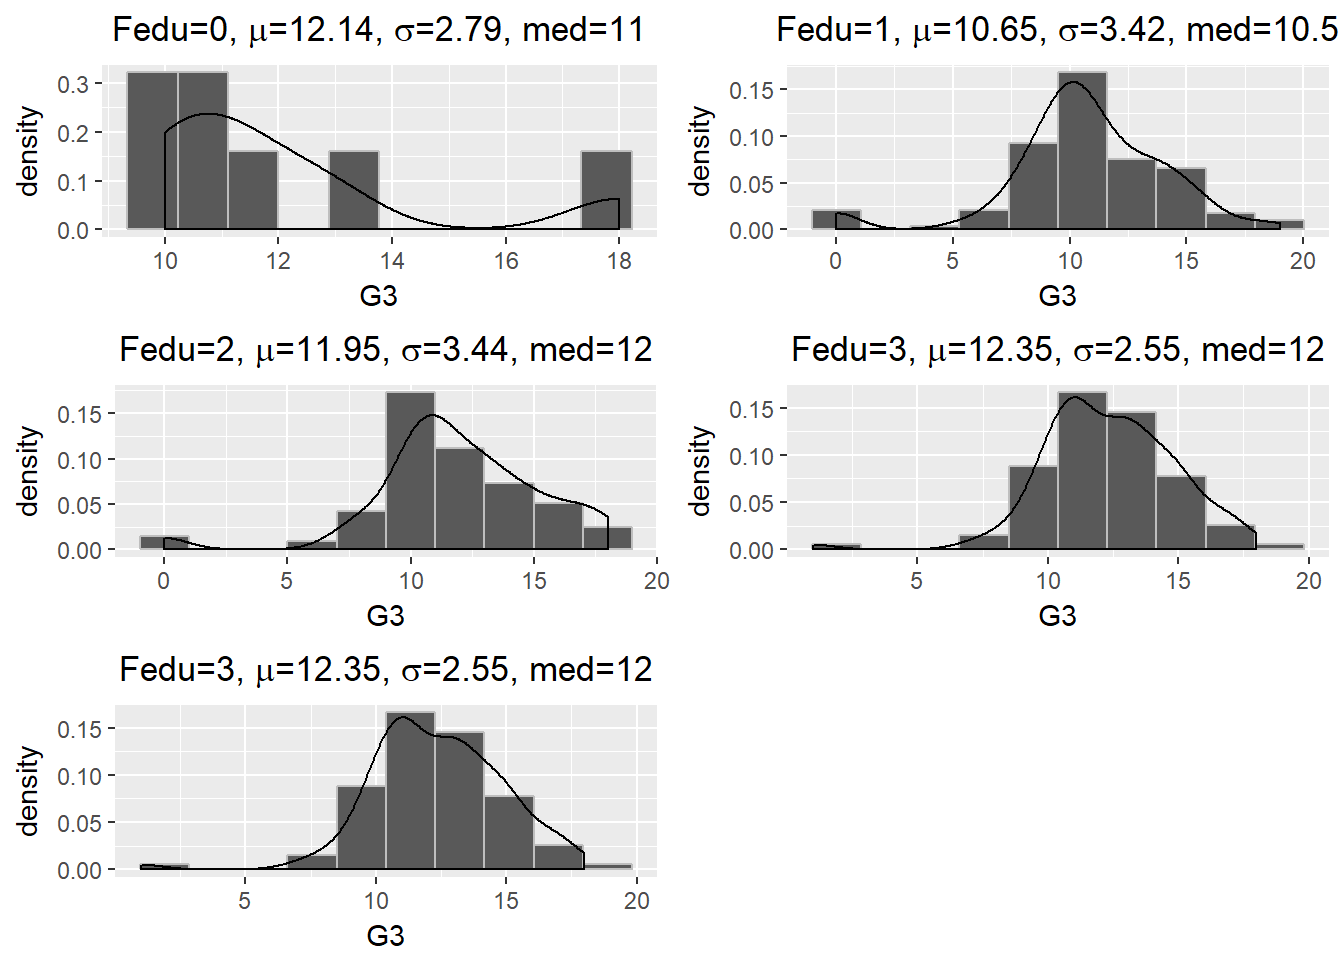 Fedu=0, μ=12.14, σ=2.79, med=11
0.3
0.2
0.1
0.0
density
10 12 14 16 18
G3
Fedu=1, μ=10.65, σ=3.42, med=10.5
0.15
0.10
0.05
0.00
density
0 5 10 15 20
G3
Fedu=2, μ=11.95, σ=3.44, med=12
0.15
0.10
0.05
0.00
density
0 5 10 15 20
G3
Fedu=3, μ=12.35, σ=2.55, med=12
0.15
0.10
0.05
0.00
density
5 10 15 20
G3
Fedu=3, μ=12.35, σ=2.55, med=12
0.15
0.10
0.05
0.00
density
5 10 15 20
G3